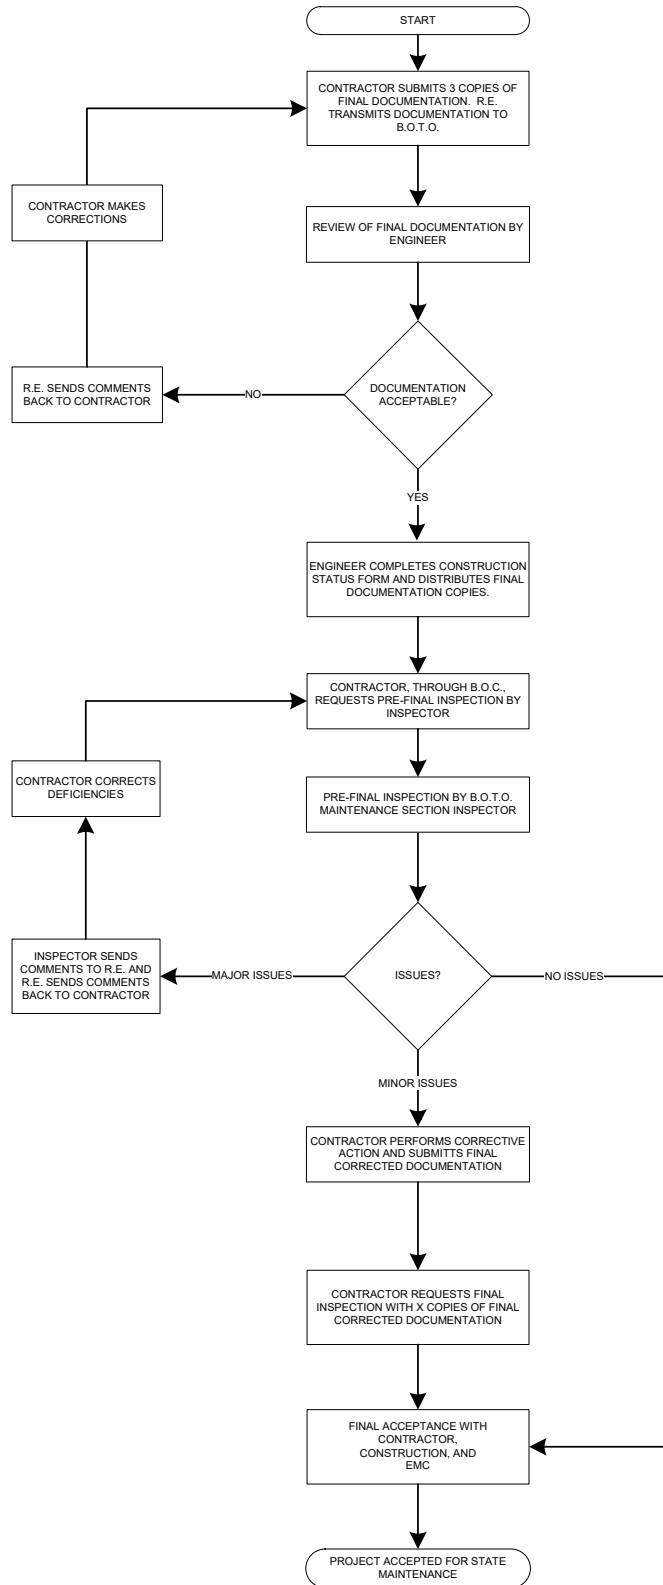 START
CONTRACTOR SUBMITS 3 COPIES OF
FINAL DOCUMENTATION. R.E.
TRANSMITS DOCUMENTATION TO
B.O.T.O.
CONTRACTOR MAKES
CORRECTIONS
REVIEW OF FINAL DOCUMENTATION BY
ENGINEER
R.E. SENDS COMMENTS
BACK TO CONTRACTOR
NO
DOCUMENTATION
ACCEPTABLE?
YES
ENGINEER COMPLETES CONSTRUCTION
STATUS FORM AND DISTRIBUTES FINAL
DOCUMENTATION COPIES.
CONTRACTOR, THROUGH B.O.C.,
REQUESTS PRE-FINAL INSPECTION BY
INSPECTOR
CONTRACTOR CORRECTS
DEFICIENCIES
PRE-FINAL INSPECTION BY B.O.T.O.
MAINTENANCE SECTION INSPECTOR
INSPECTOR SENDS
COMMENTS TO R.E. AND
R.E. SENDS COMMENTS
BACK TO CONTRACTOR
MAJOR ISSUES
ISSUES?
NO ISSUES
MINOR ISSUES
CONTRACTOR PERFORMS CORRECTIVE
ACTION AND SUBMITTS FINAL
CORRECTED DOCUMENTATION
CONTRACTOR REQUESTS FINAL
INSPECTION WITH X COPIES OF FINAL
CORRECTED DOCUMENTATION
FINAL ACCEPTANCE WITH
CONTRACTOR,
CONSTRUCTION, AND
EMC
PROJECT ACCEPTED FOR STATE
MAINTENANCE